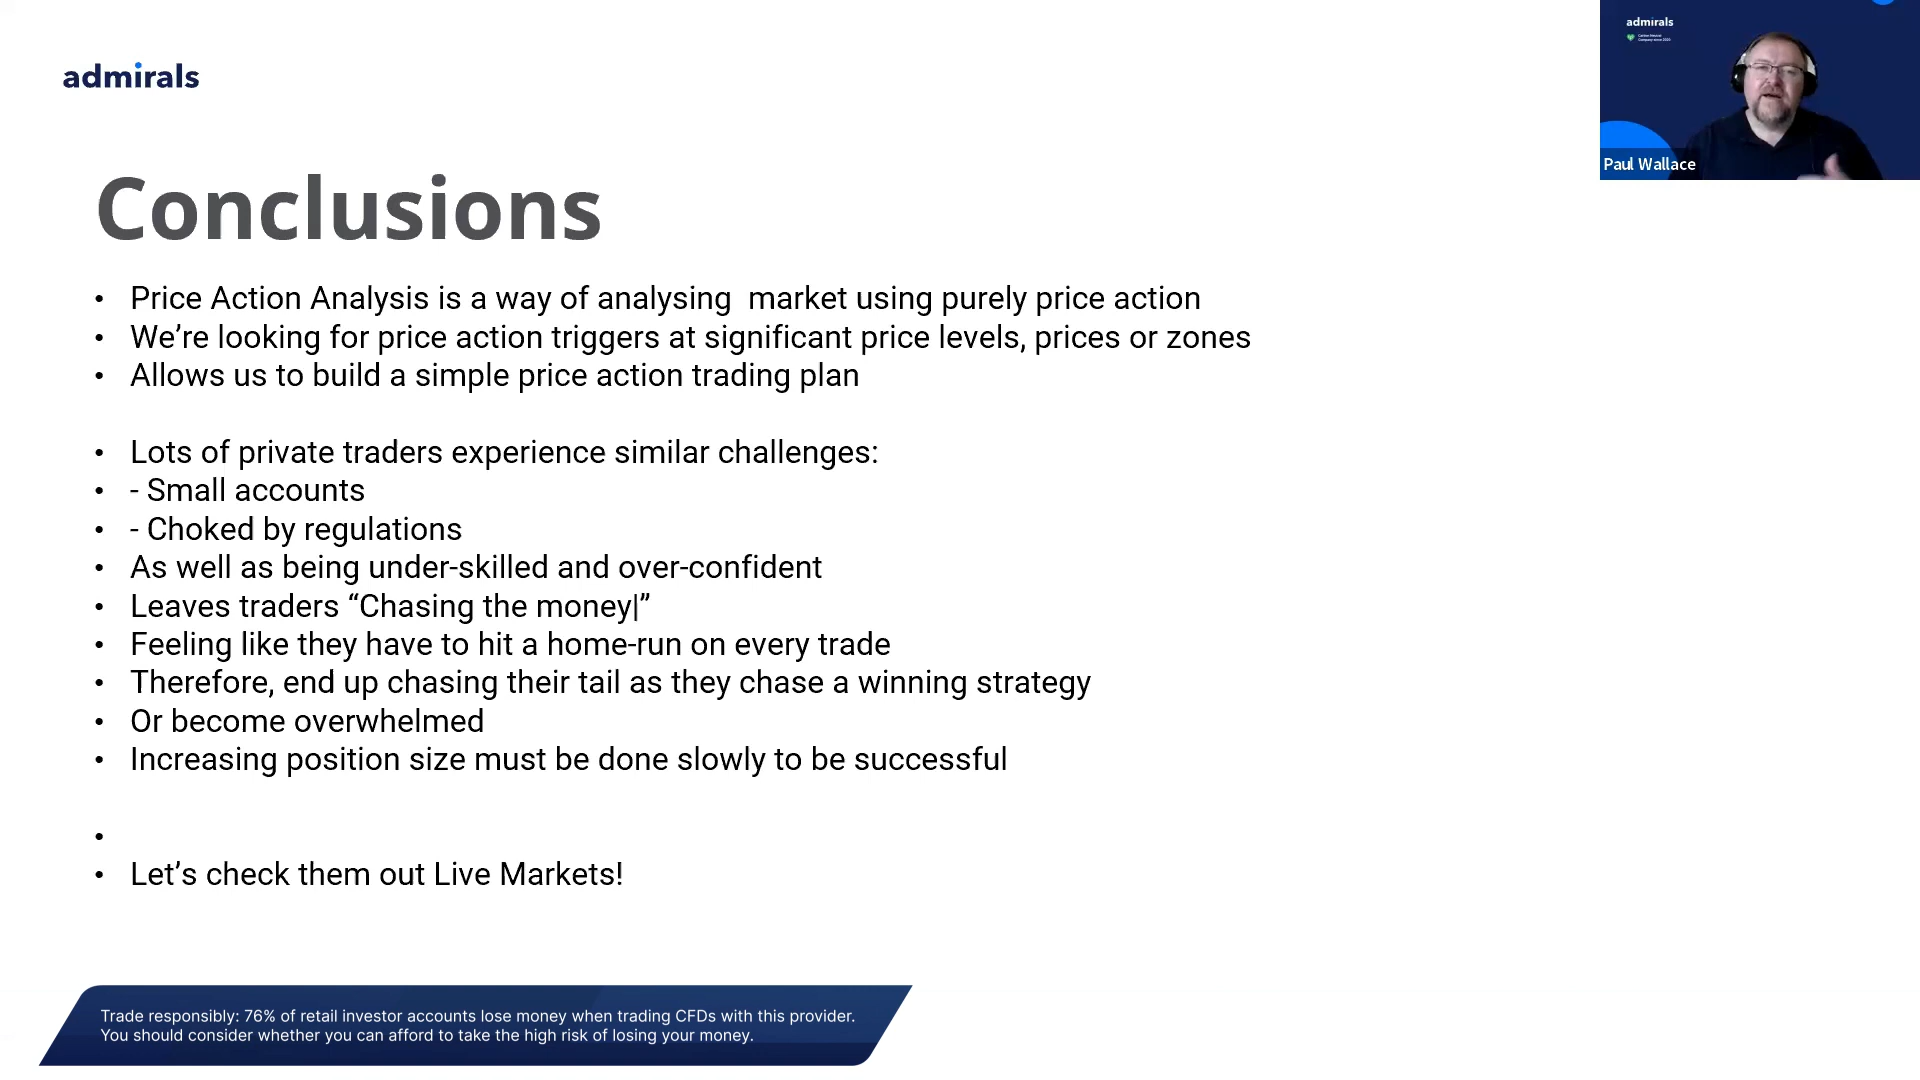 admirals
admirals
Carbon Neutral
Company since 2020
Paul Wallace
Conclusions
• Price Action Analysis is a way of analysing  market using purely price action
• We’re looking for price action triggers at significant price levels, prices or zones
• Allows us to build a simple price action trading plan
• Lots of private traders experience similar challenges:
• - Small accounts
• - Choked by regulations
• As well as being under-skilled and over-confident
• Leaves traders “Chasing the money|”
• Feeling like they have to hit a home-run on every trade
• Therefore, end up chasing their tail as they chase a winning strategy
• Or become overwhelmed
• Increasing position size must be done slowly to be successful
•
• Let’s check them out Live Markets!
Trade responsibly: 76% of retail investor accounts lose money when trading CFDs with this provider.
You should consider whether you can afford to take the high risk of losing your money.